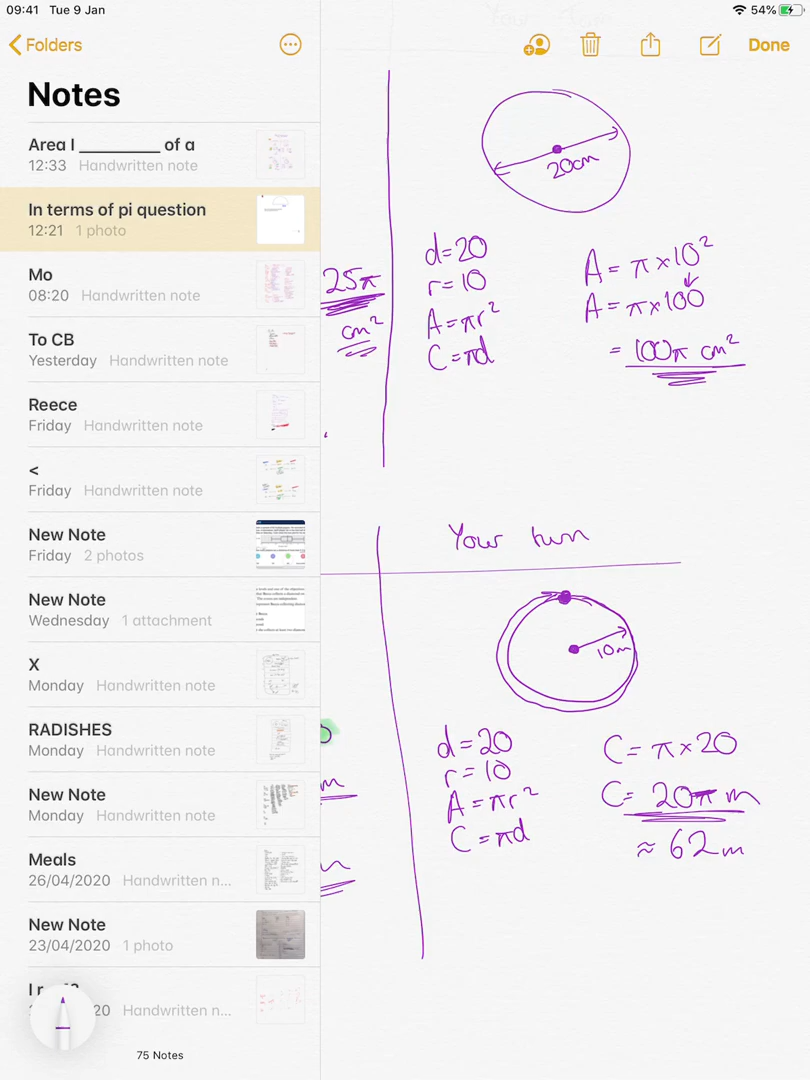 09:41 Tue 9 Jan
54%
Folders
Done
Notes
Area I __________ of a
12:33 Handwritten note
In terms of pi question
12:21 1 photo
Mo
08:20 Handwritten note
To CB
Yesterday Handwritten note
Reece
Friday Handwritten note
<
Friday Handwritten note
New Note
Friday 2 photos
New Note
Wednesday 1 attachment
X
Monday Handwritten note
RADISHES
Monday Handwritten note
New Note
Monday Handwritten note
Meals
26/04/2020 Handwritten n...
New Note
23/04/2020 1 photo
20 Handwritten n...
75 Notes
25π
cm²
20cm
d=20
r=10
A=πr²
C=πd
A= π×10²
A= π×100
= 100π cm²
Your turn
10m
d=20
r=10
A=πr²
C=πd
C= π×20
C= 20π m
≈ 62m